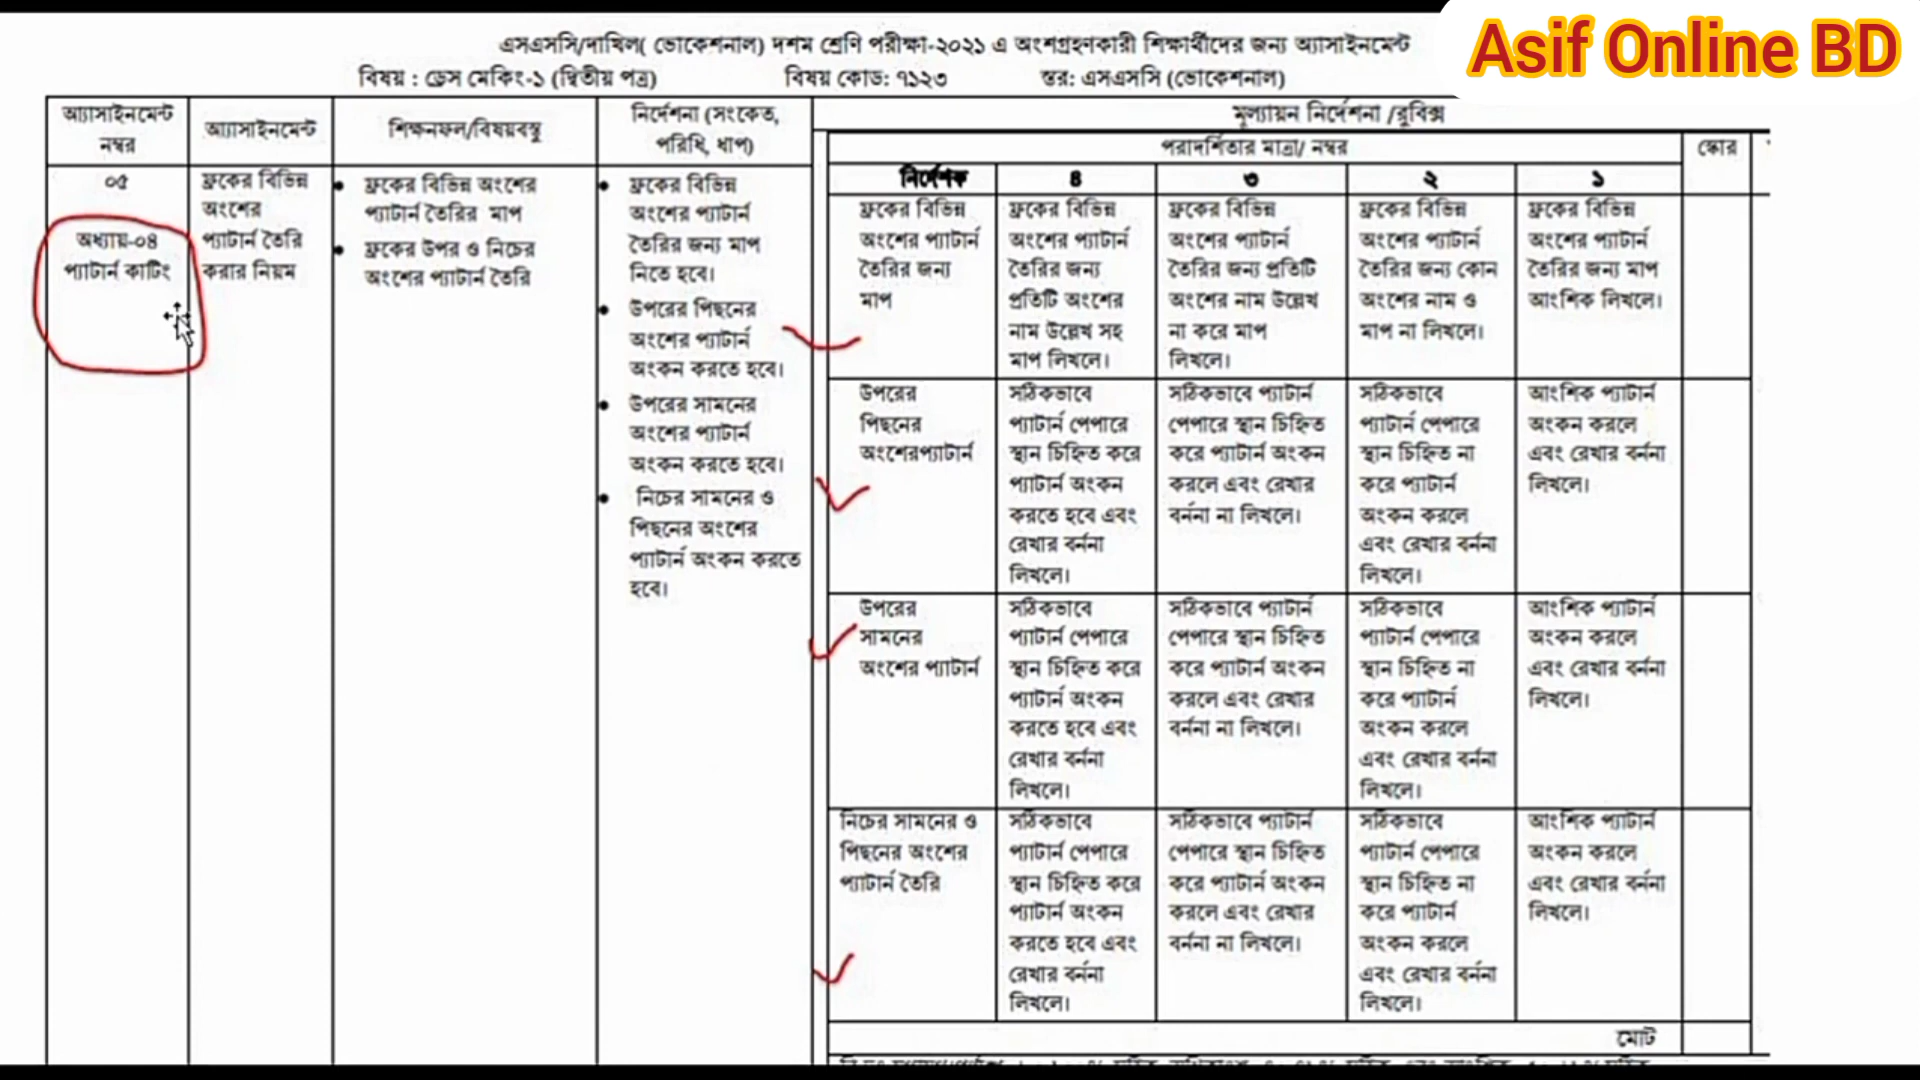 Asif Online BD
এসএসসি/দাখিল( ভোকেশনাল) দশম শ্রেণি পরীক্ষা-২০২১ এ অংশগ্রহণকারী শিক্ষার্থীদের জন্য অ্যাসাইনমেন্ট
বিষয় : ড্রেস মেকিং-১ (দ্বিতীয় পত্র) বিষয় কোড: ৭১২৩ স্তর: এসএসসি (ভোকেশনাল)
অ্যাসাইনমেন্ট
নম্বর
অ্যাসাইনমেন্ট
শিক্ষনফল/বিষয়বস্তু
নির্দেশনা (সংকেত,
পরিধি, ধাপ)
মূল্যায়ন নির্দেশনা /রুবিক্স
পরাদর্শিতার মাত্রা/ নম্বর
স্কোর
নির্দেশক ৪ ৩ ২ ১
০৫
অধ্যায়-০৪
প্যাটার্ন কাটিং
ফ্রকের বিভিন্ন
অংশের
প্যাটার্ন তৈরি
করার নিয়ম
● ফ্রকের বিভিন্ন অংশের
প্যাটার্ন তৈরির মাপ
● ফ্রকের উপর ও নিচের
অংশের প্যাটার্ন তৈরি
● ফ্রকের বিভিন্ন
অংশের প্যাটার্ন
তৈরির জন্য মাপ
নিতে হবে।
● উপরের পিছনের
অংশের প্যাটার্ন
অংকন করতে হবে।
● উপরের সামনের
অংশের প্যাটার্ন
অংকন করতে হবে।
● নিচের সামনের ও
পিছনের অংশের
প্যাটার্ন অংকন করতে
হবে।
ফ্রকের বিভিন্ন
অংশের প্যাটার্ন
তৈরির জন্য
মাপ
ফ্রকের বিভিন্ন
অংশের প্যাটার্ন
তৈরির জন্য
প্রতিটি অংশের
নাম উল্লেখ সহ
মাপ লিখলে।
ফ্রকের বিভিন্ন
অংশের প্যাটার্ন
তৈরির জন্য প্রতিটি
অংশের নাম উল্লেখ
না করে মাপ
লিখলে।
ফ্রকের বিভিন্ন
অংশের প্যাটার্ন
তৈরির জন্য কোন
অংশের নাম ও
মাপ না লিখলে।
ফ্রকের বিভিন্ন
অংশের প্যাটার্ন
তৈরির জন্য মাপ
আংশিক লিখলে।
উপরের
পিছনের
অংশেরপ্যাটার্ন
সঠিকভাবে
প্যাটার্ন পেপারে
স্থান চিহ্নিত করে
প্যাটার্ন অংকন
করতে হবে এবং
রেখার বর্ননা
লিখলে।
সঠিকভাবে প্যাটার্ন
পেপারে স্থান চিহ্নিত
করে প্যাটার্ন অংকন
করলে এবং রেখার
বর্ননা না লিখলে।
সঠিকভাবে
প্যাটার্ন পেপারে
স্থান চিহ্নিত না
করে প্যাটার্ন
অংকন করলে
এবং রেখার বর্ননা
লিখলে।
আংশিক প্যাটার্ন
অংকন করলে
এবং রেখার বর্ননা
লিখলে।
উপরের
সামনের
অংশের প্যাটার্ন
সঠিকভাবে
প্যাটার্ন পেপারে
স্থান চিহ্নিত করে
প্যাটার্ন অংকন
করতে হবে এবং
রেখার বর্ননা
লিখলে।
সঠিকভাবে প্যাটার্ন
পেপারে স্থান চিহ্নিত
করে প্যাটার্ন অংকন
করলে এবং রেখার
বর্ননা না লিখলে।
সঠিকভাবে
প্যাটার্ন পেপারে
স্থান চিহ্নিত না
করে প্যাটার্ন
অংকন করলে
এবং রেখার বর্ননা
লিখলে।
আংশিক প্যাটার্ন
অংকন করলে
এবং রেখার বর্ননা
লিখলে।
নিচের সামনের ও
পিছনের অংশের
প্যাটার্ন তৈরি
সঠিকভাবে
প্যাটার্ন পেপারে
স্থান চিহ্নিত করে
প্যাটার্ন অংকন
করতে হবে এবং
রেখার বর্ননা
লিখলে।
সঠিকভাবে প্যাটার্ন
পেপারে স্থান চিহ্নিত
করে প্যাটার্ন অংকন
করলে এবং রেখার
বর্ননা না লিখলে।
সঠিকভাবে
প্যাটার্ন পেপারে
স্থান চিহ্নিত না
করে প্যাটার্ন
অংকন করলে
এবং রেখার বর্ননা
লিখলে।
আংশিক প্যাটার্ন
অংকন করলে
এবং রেখার বর্ননা
লিখলে।
মোট